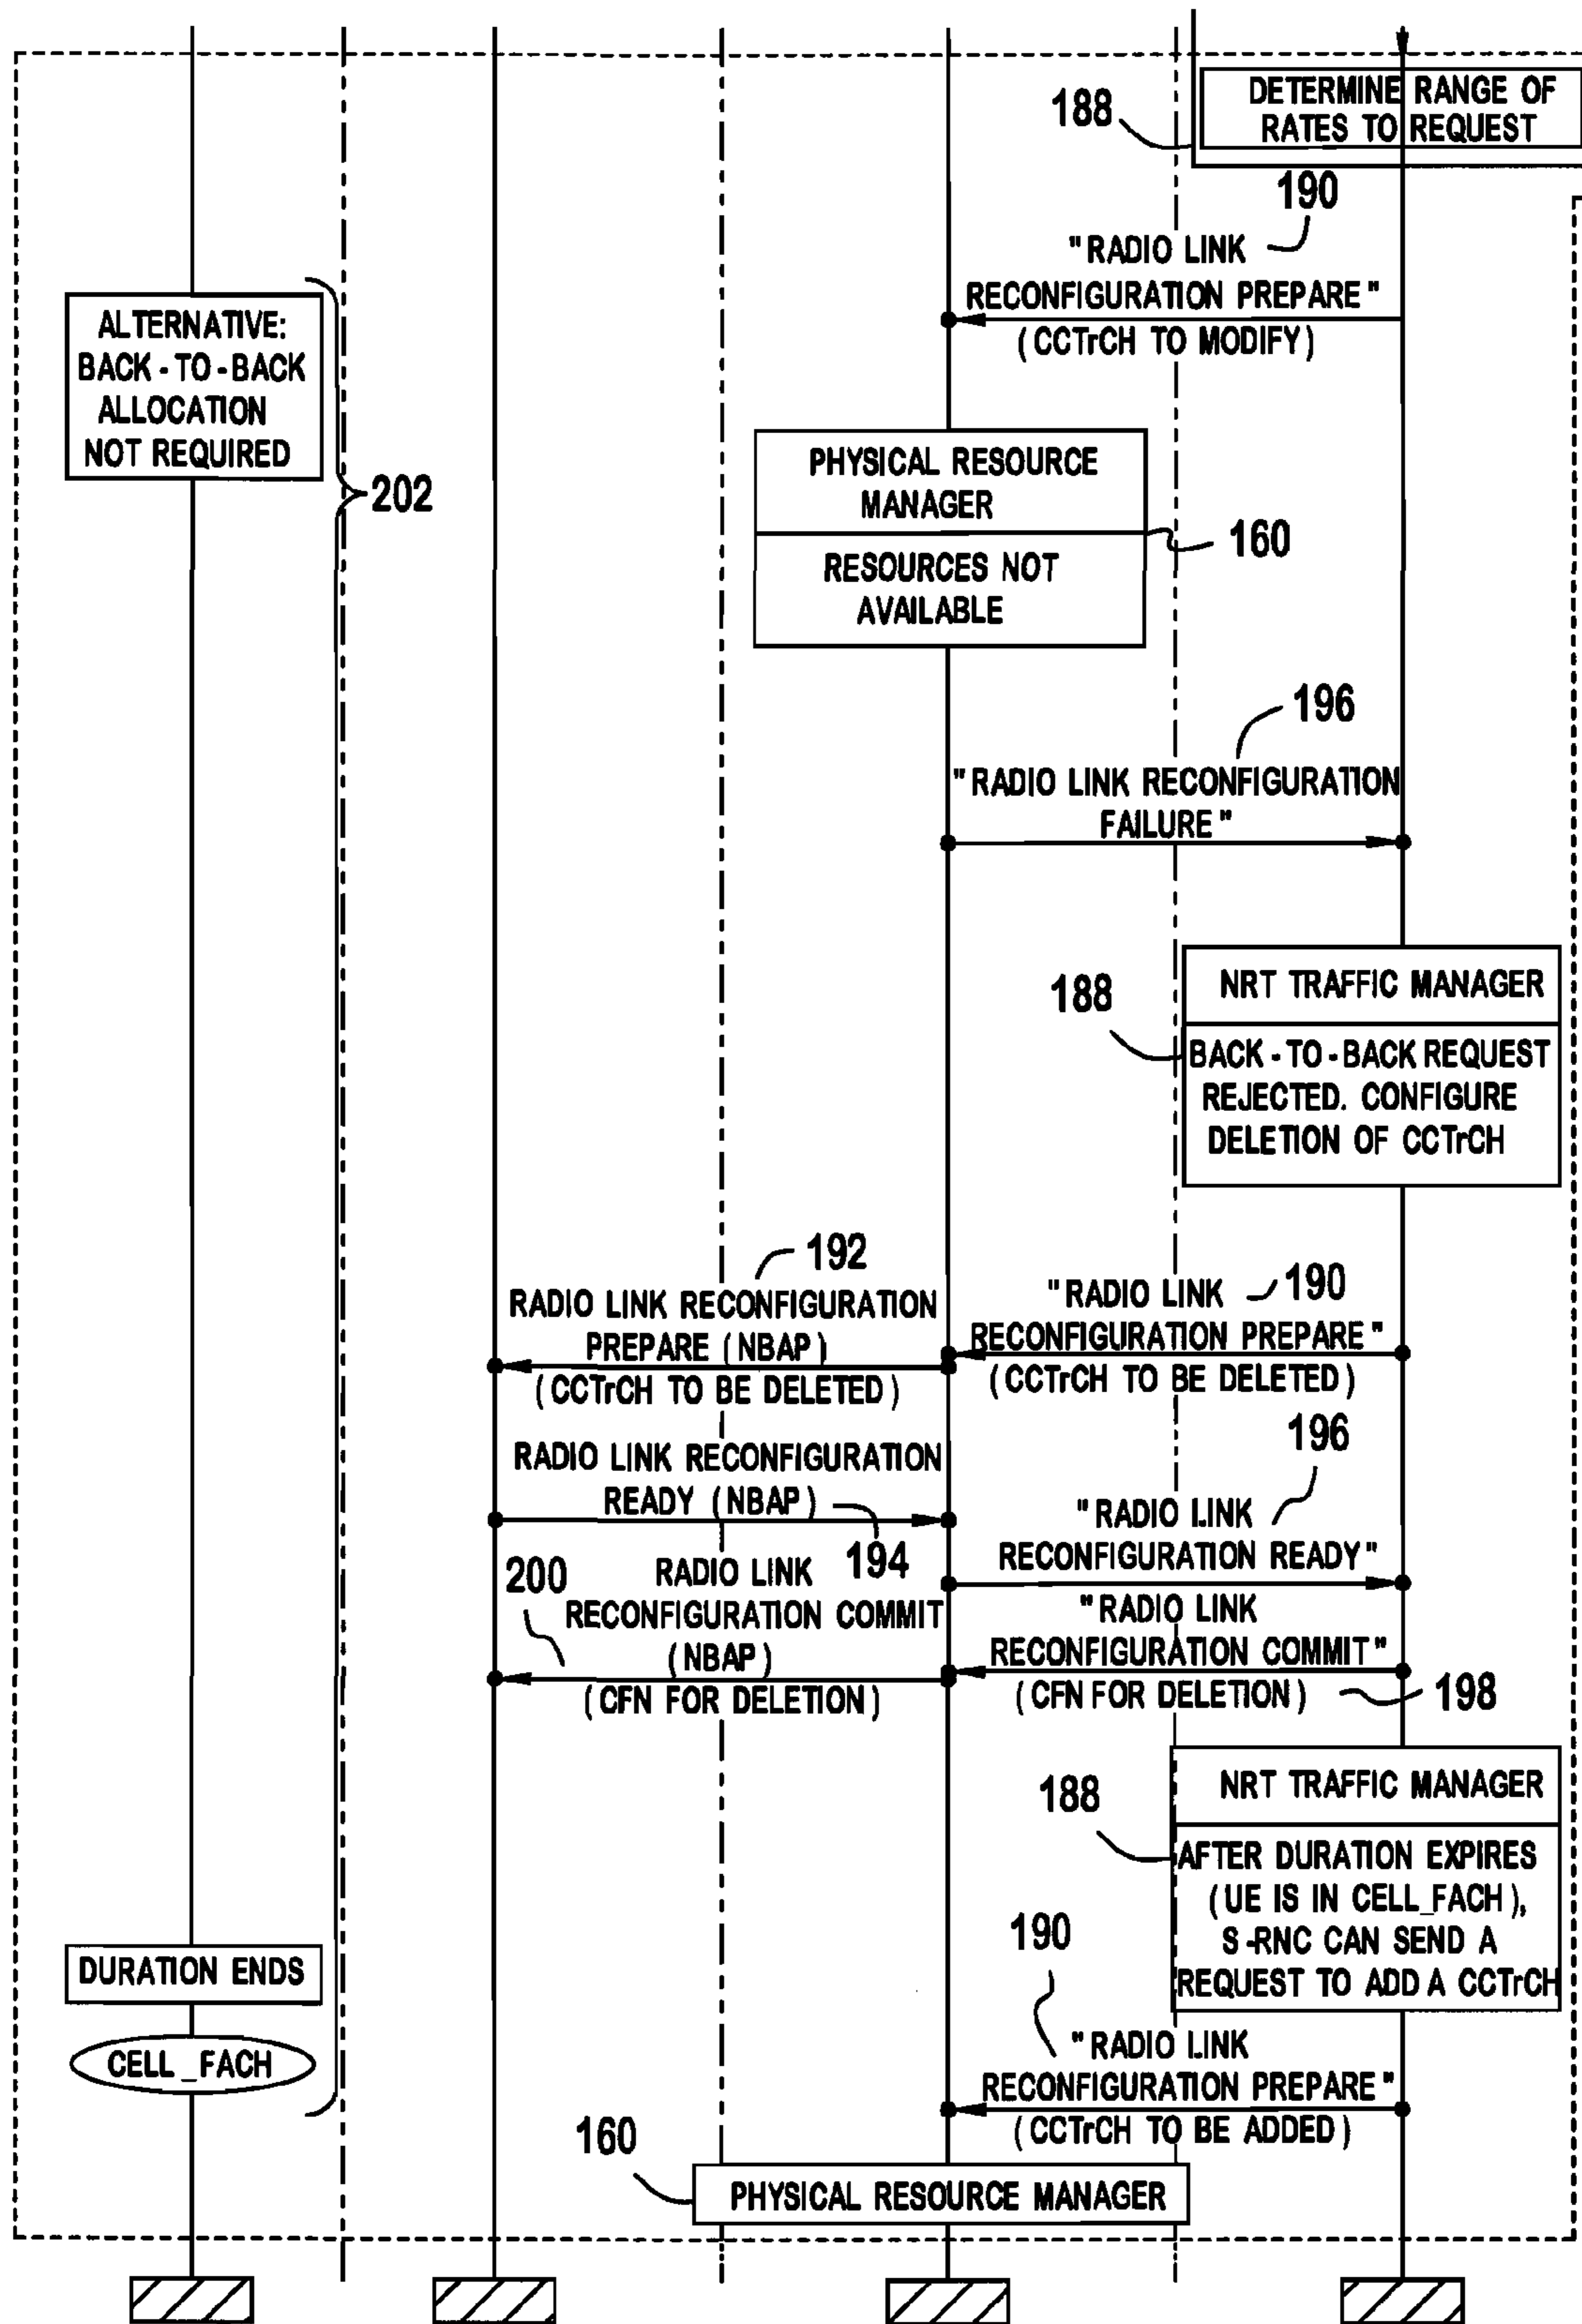 DETERMINE RANGE OF
RATES TO REQUEST
188
190
"RADIO LINK
RECONFIGURATION PREPARE"
(CCTrCH TO MODIFY)
ALTERNATIVE:
BACK-TO-BACK
ALLOCATION
NOT REQUIRED
202
PHYSICAL RESOURCE
MANAGER
RESOURCES NOT
AVAILABLE
160
196
"RADIO LINK RECONFIGURATION
FAILURE"
188
NRT TRAFFIC MANAGER
BACK-TO-BACK REQUEST
REJECTED. CONFIGURE
DELETION OF CCTrCH
192
RADIO LINK RECONFIGURATION
PREPARE (NBAP)
(CCTrCH TO BE DELETED)
"RADIO LINK 190
RECONFIGURATION PREPARE"
(CCTrCH TO BE DELETED)
RADIO LINK RECONFIGURATION
READY (NBAP)
194
196
"RADIO LINK
RECONFIGURATION READY"
200
RADIO LINK
RECONFIGURATION COMMIT
(NBAP)
(CFN FOR DELETION)
"RADIO LINK
RECONFIGURATION COMMIT"
(CFN FOR DELETION) 198
188
NRT TRAFFIC MANAGER
AFTER DURATION EXPIRES
(UE IS IN CELL_FACH),
S-RNC CAN SEND A
REQUEST TO ADD A CCTrCH
DURATION ENDS
CELL_FACH
190
"RADIO LINK
RECONFIGURATION PREPARE"
(CCTrCH TO BE ADDED)
160
PHYSICAL RESOURCE MANAGER